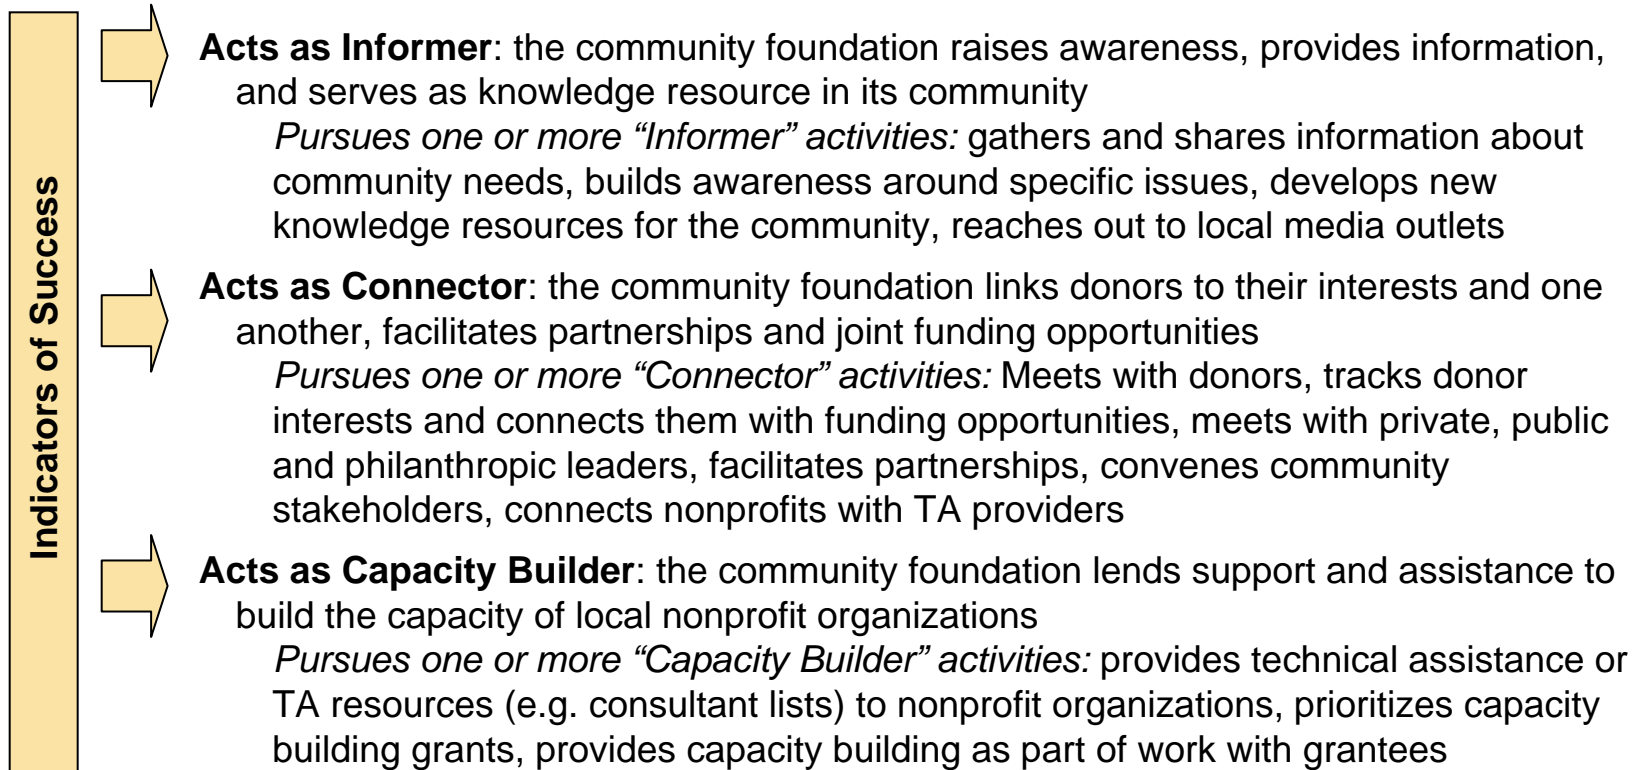 Indicators of Success
Acts as Informer: the community foundation raises awareness, provides information,
and serves as knowledge resource in its community
Pursues one or more “Informer” activities: gathers and shares information about
community needs, builds awareness around specific issues, develops new
knowledge resources for the community, reaches out to local media outlets
Acts as Connector: the community foundation links donors to their interests and one
another, facilitates partnerships and joint funding opportunities
Pursues one or more “Connector” activities: Meets with donors, tracks donor
interests and connects them with funding opportunities, meets with private, public
and philanthropic leaders, facilitates partnerships, convenes community
stakeholders, connects nonprofits with TA providers
Acts as Capacity Builder: the community foundation lends support and assistance to
build the capacity of local nonprofit organizations
Pursues one or more “Capacity Builder” activities: provides technical assistance or
TA resources (e.g. consultant lists) to nonprofit organizations, prioritizes capacity
building grants, provides capacity building as part of work with grantees